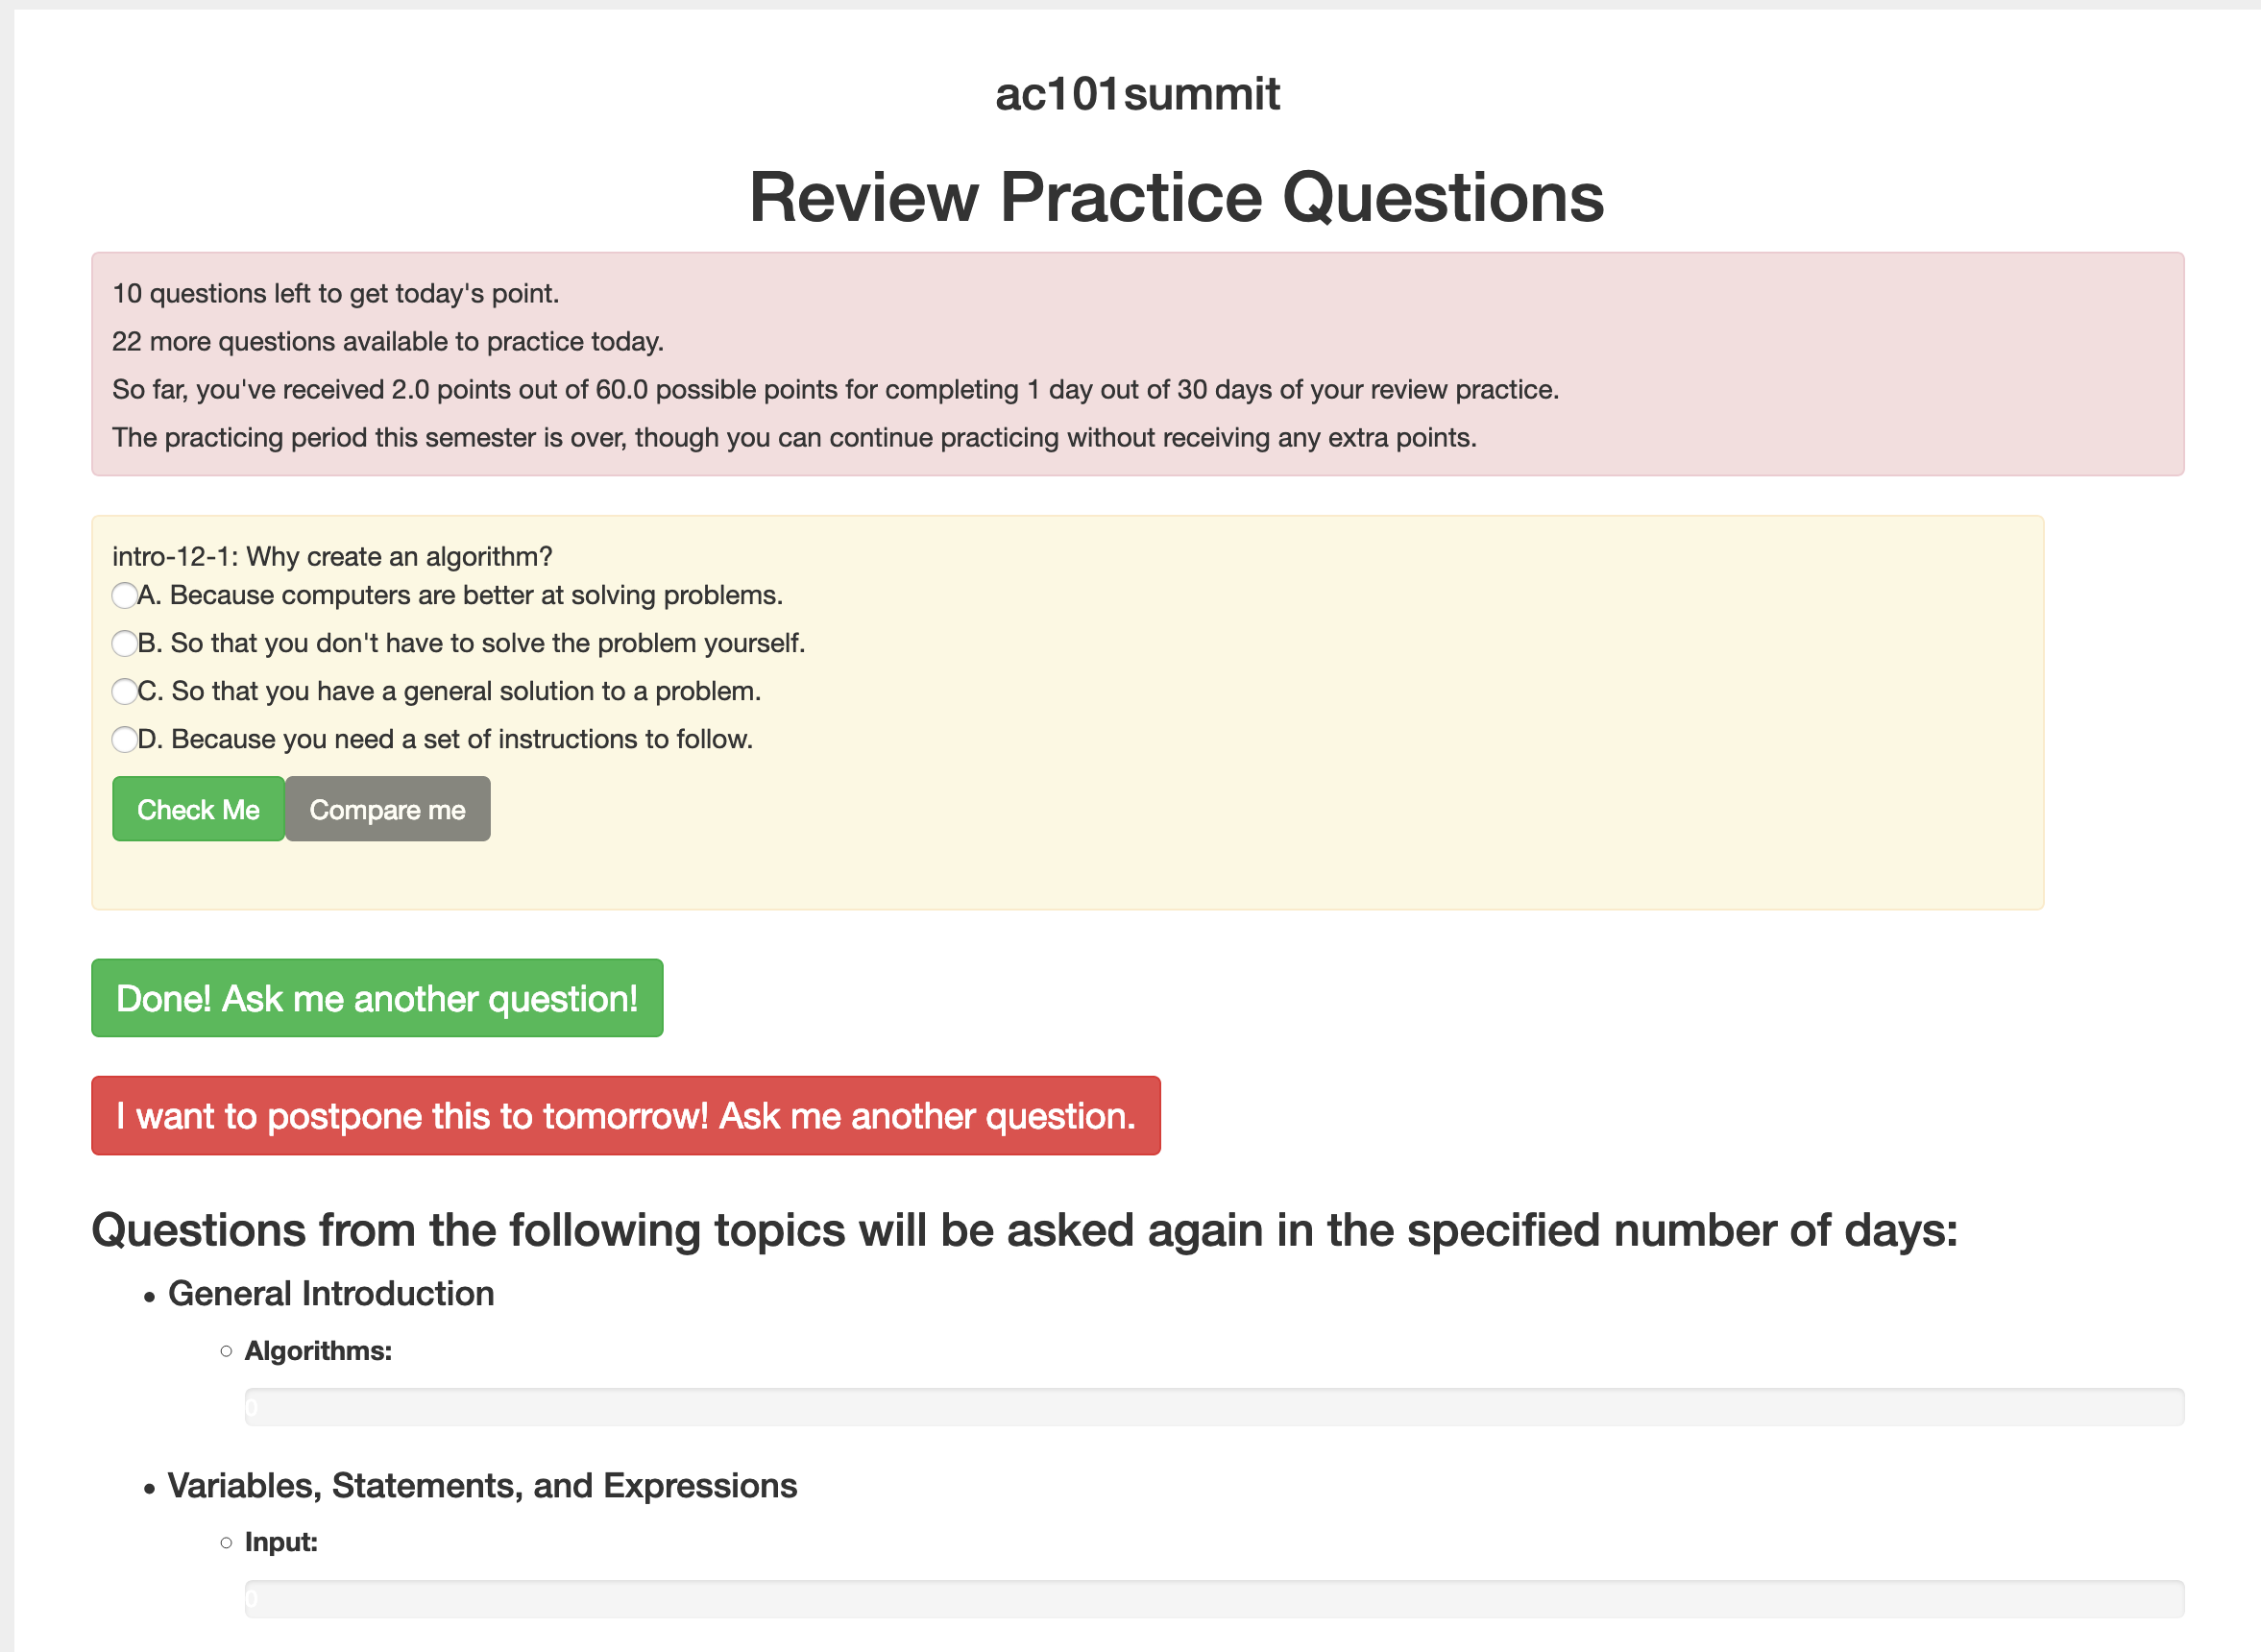 ac101summit
Review Practice Questions
10 questions left to get today's point.
22 more questions available to practice today.
So far, you've received 2.0 points out of 60.0 possible points for completing 1 day out of 30 days of your review practice.
The practicing period this semester is over, though you can continue practicing without receiving any extra points.
intro-12-1: Why create an algorithm?
A. Because computers are better at solving problems.
B. So that you don't have to solve the problem yourself.
C. So that you have a general solution to a problem.
D. Because you need a set of instructions to follow.
Check Me Compare me
Done! Ask me another question!
I want to postpone this to tomorrow! Ask me another question.
Questions from the following topics will be asked again in the specified number of days:
General Introduction
Algorithms:
0
Variables, Statements, and Expressions
Input:
0